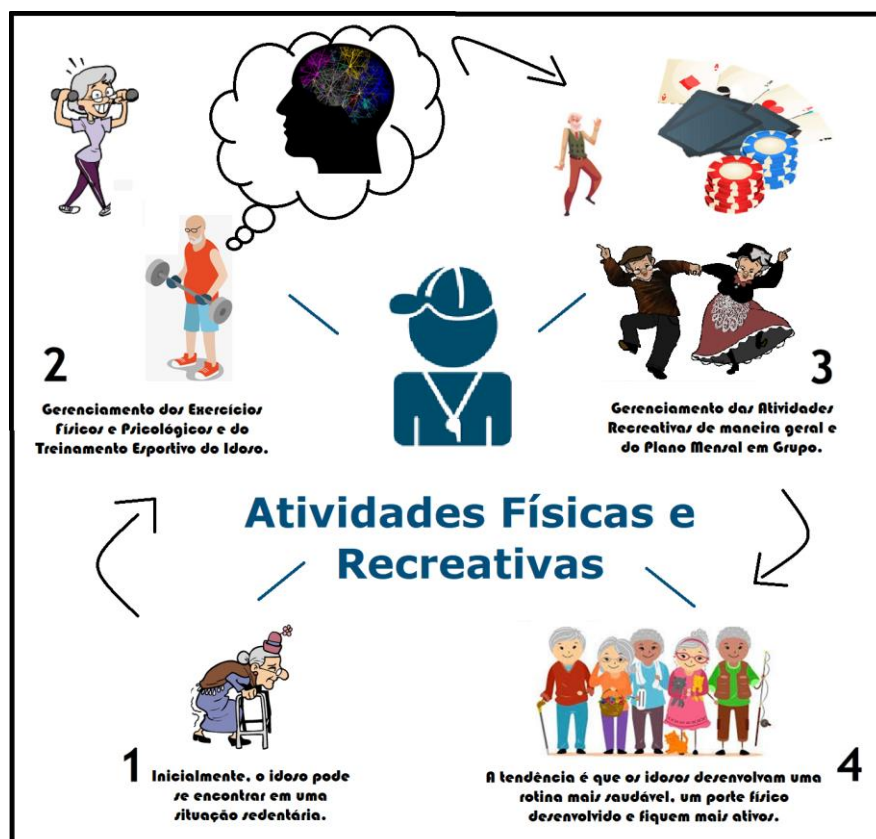 2
Gerenciamento dos Exercícios
Físicos e Psicológicos e do
Treinamento Esportivo do Idoso.
3
Gerenciamento das Atividades
Recreativas de maneira geral e
do Plano Mensal em Grupo.
Atividades Físicas e
Recreativas
1
Inicialmente, o idoso pode
se encontrar em uma
situação sedentária.
4
A tendência é que os idosos desenvolvam uma
rotina mais saudável, um porte físico
desenvolvido e fiquem mais ativos.